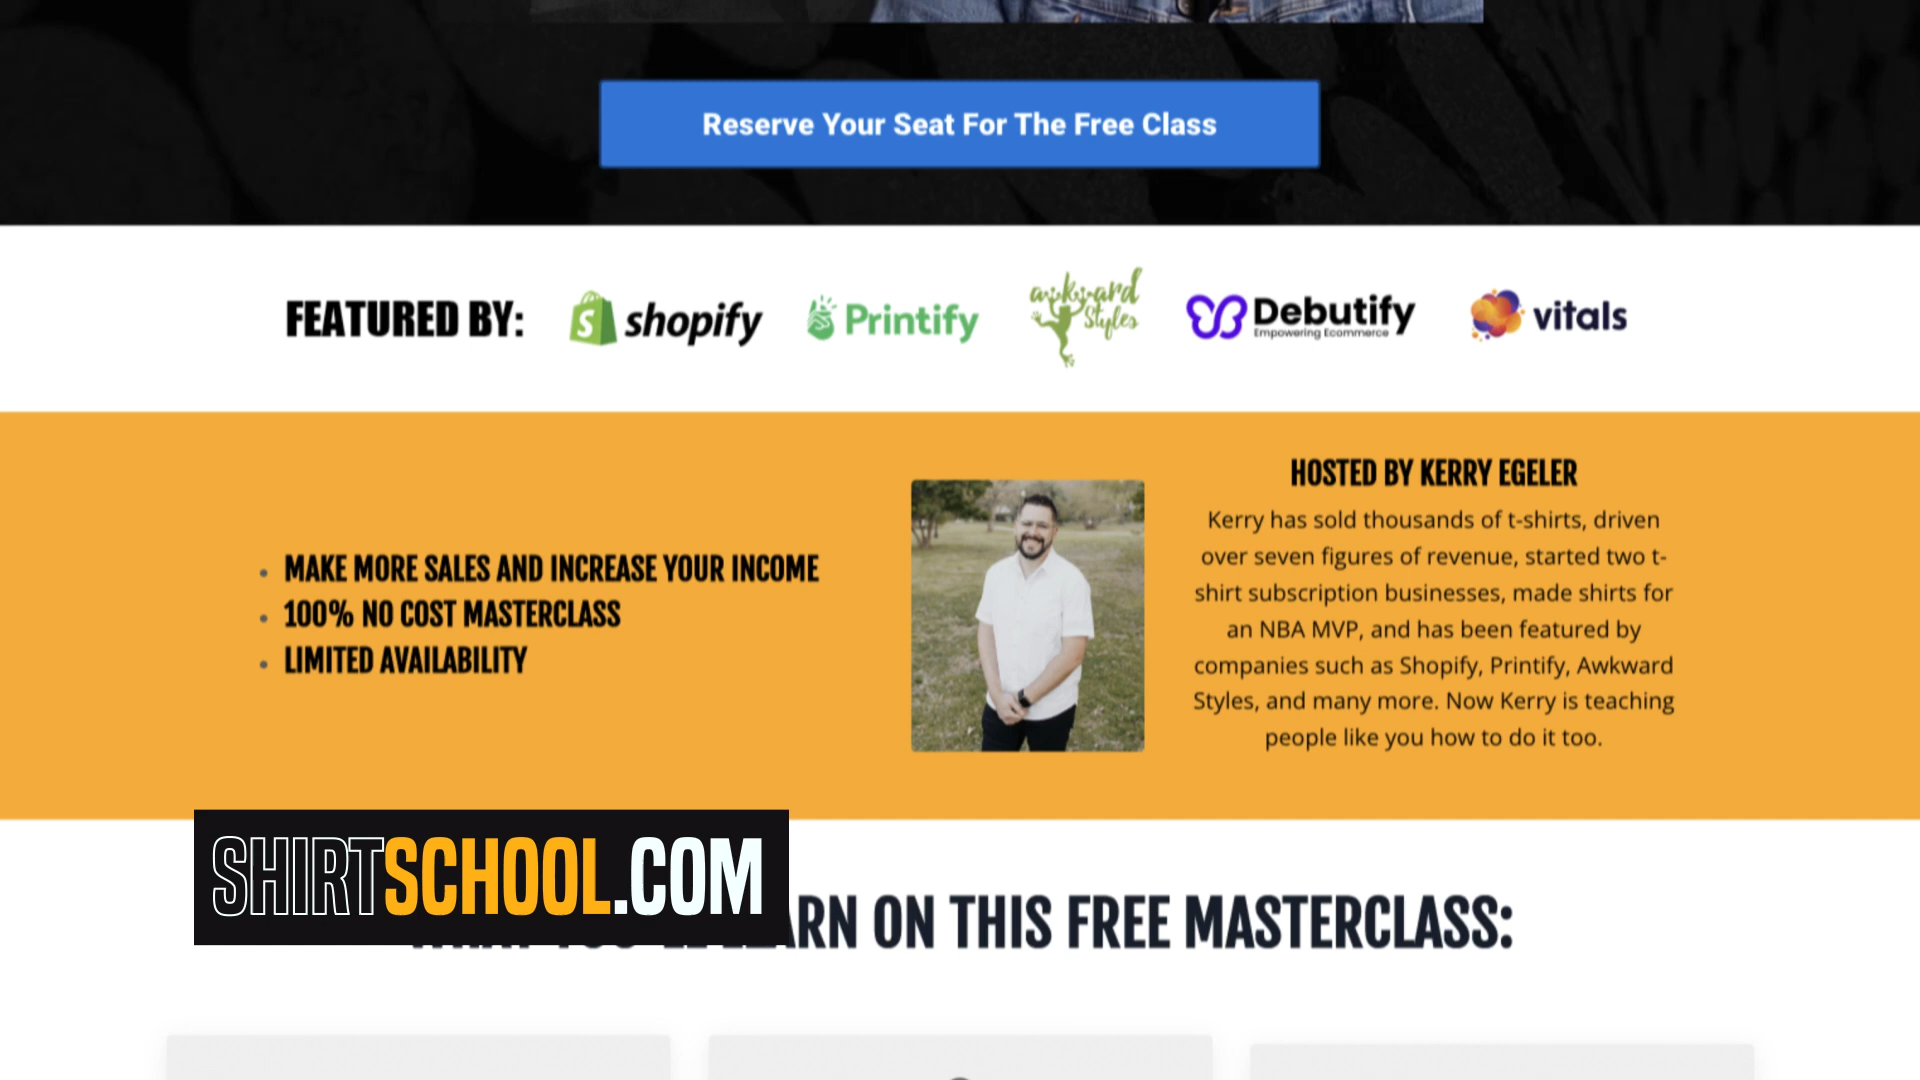 Reserve Your Seat For The Free Class
FEATURED BY:
shopify
Printify
awkward
styles
Debutify
Empowering Ecommerce
vitals
MAKE MORE SALES AND INCREASE YOUR INCOME
100% NO COST MASTERCLASS
LIMITED AVAILABILITY
HOSTED BY KERRY EGELER
Kerry has sold thousands of t-shirts, driven
over seven figures of revenue, started two t-
shirt subscription businesses, made shirts for
an NBA MVP, and has been featured by
companies such as Shopify, Printify, Awkward
Styles, and many more. Now Kerry is teaching
people like you how to do it too.
SHIRTSCHOOL.COM
ON THIS FREE MASTERCLASS: